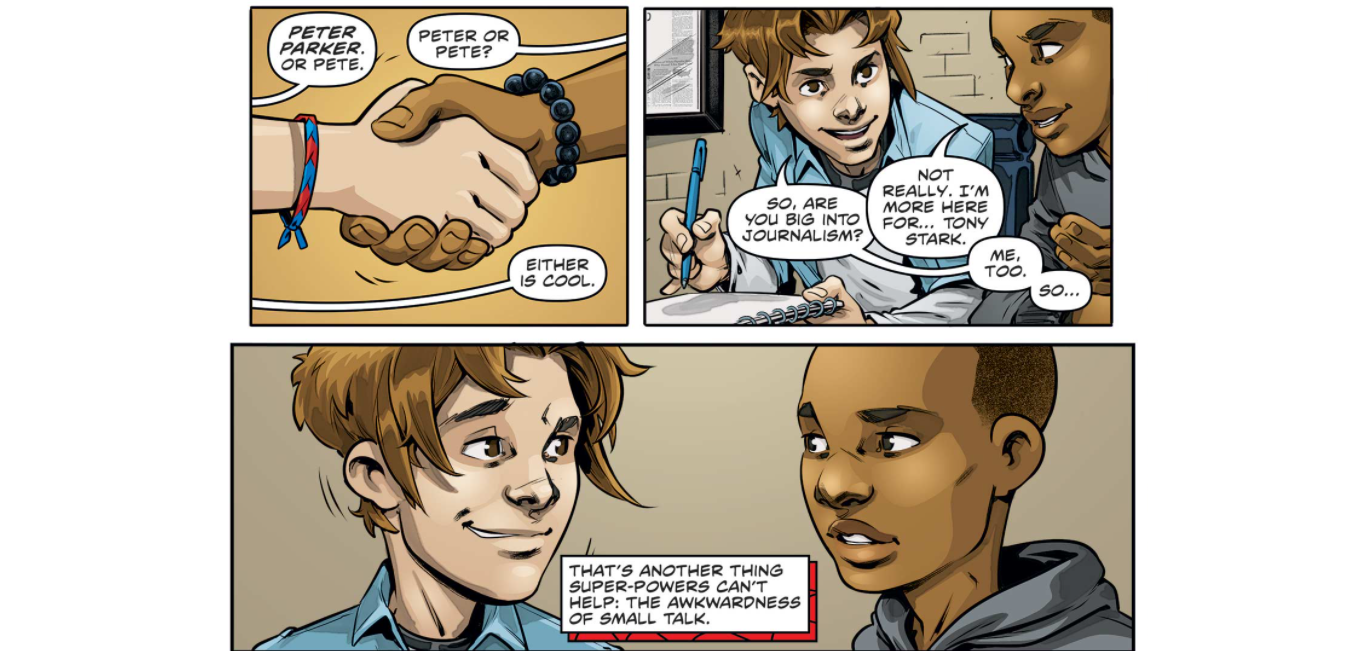 PETER
PARKER.
OR PETE.
PETER OR
PETE?
EITHER
IS COOL.
SO, ARE
YOU BIG INTO
JOURNALISM?
NOT
REALLY. I'M
MORE HERE
FOR... TONY
STARK.
ME,
TOO.
SO...
THAT'S ANOTHER THING
SUPER-POWERS CAN'T
HELP: THE AWKWARDNESS
OF SMALL TALK.